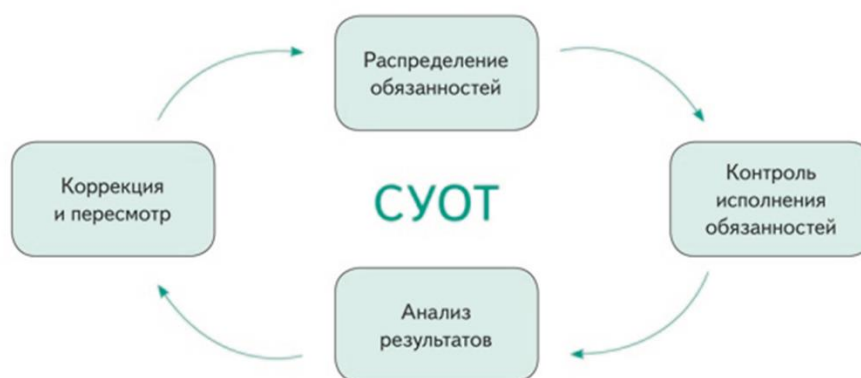 Распределение
обязанностей
Коррекция
и пересмотр
СУОТ
Контроль
исполнения
обязанностей
Анализ
результатов